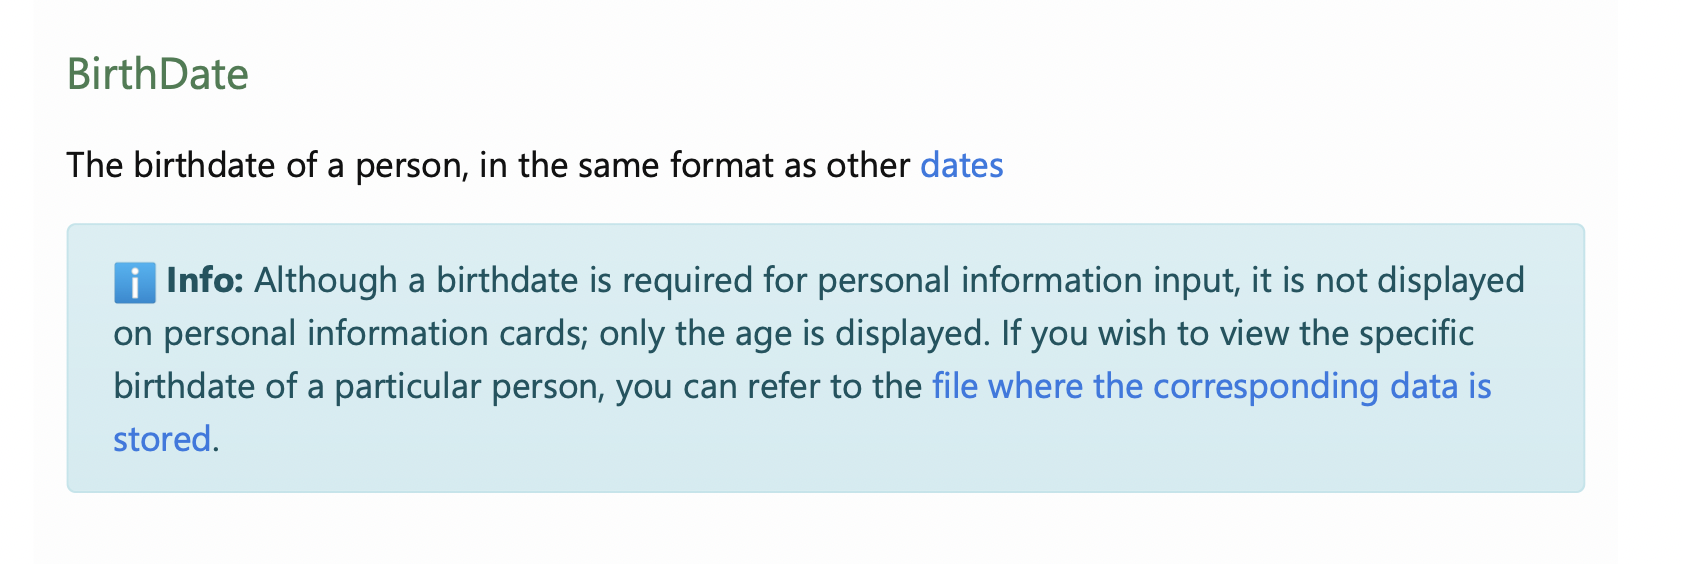 BirthDate
The birthdate of a person, in the same format as other dates
ℹ️ Info: Although a birthdate is required for personal information input, it is not displayed
on personal information cards; only the age is displayed. If you wish to view the specific
birthdate of a particular person, you can refer to the file where the corresponding data is
stored.